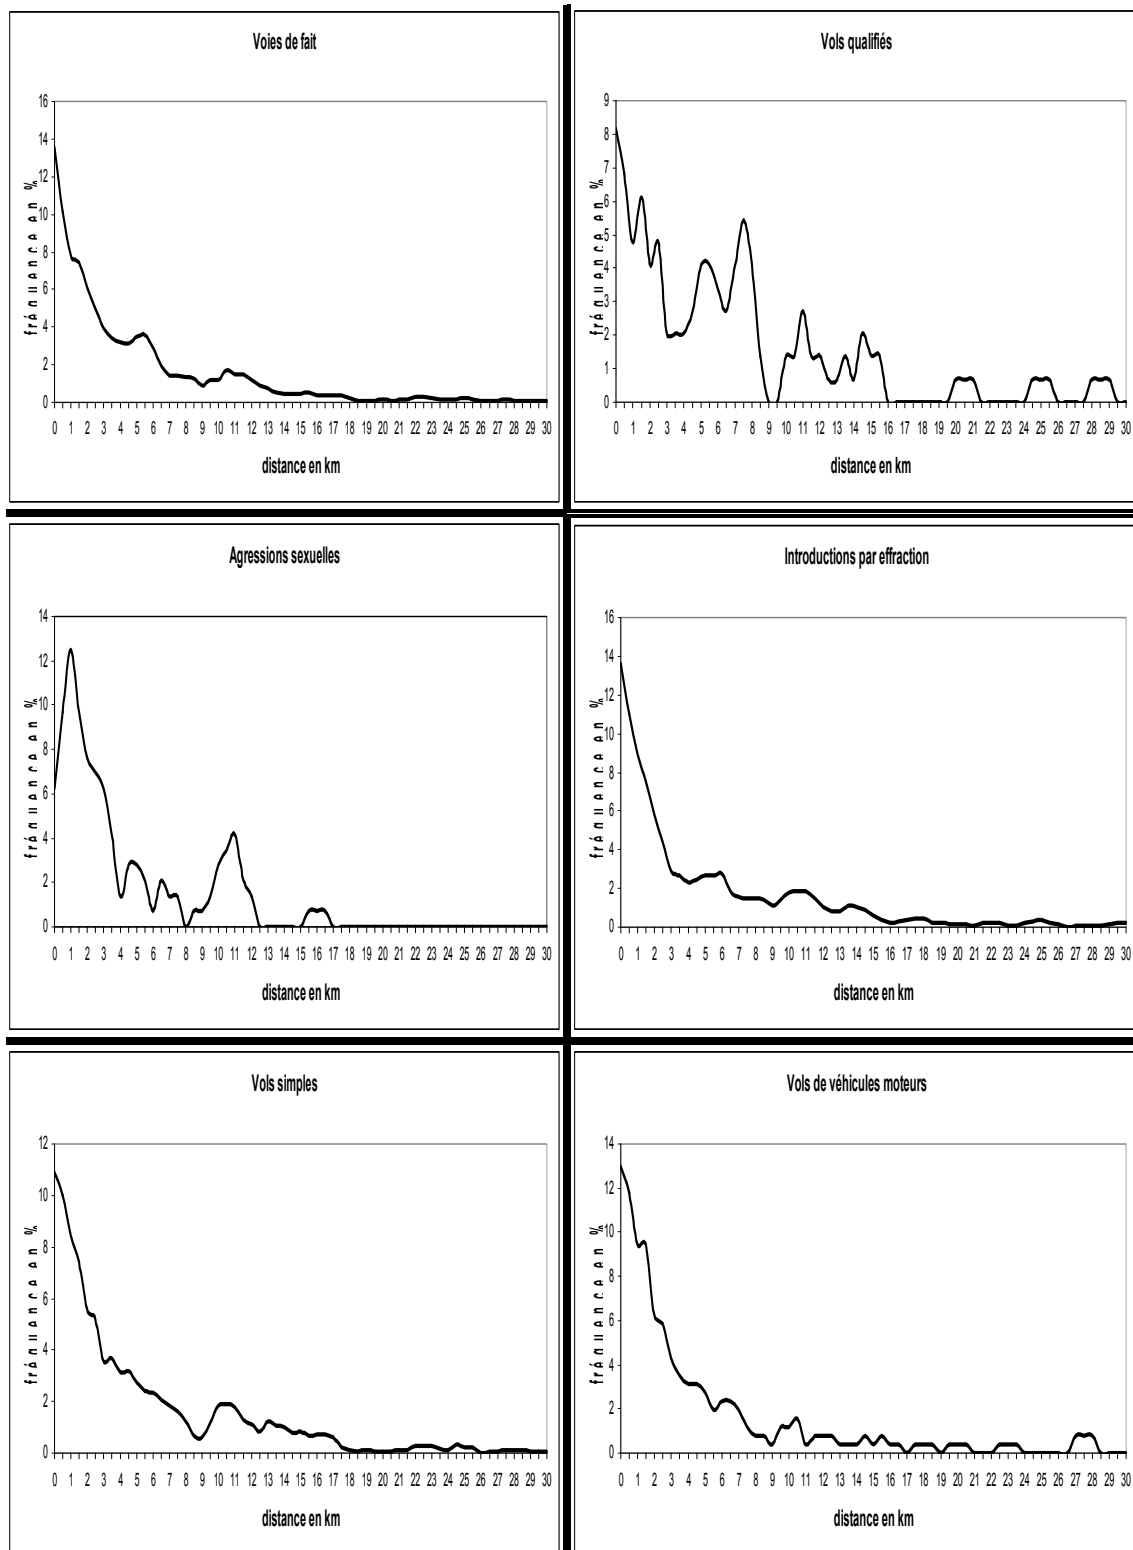 Voies de fait
16
14
12
10
8
6
4
2
0
fréquence en %
0 1 2 3 4 5 6 7 8 9 10 11 12 13 14 15 16 17 18 19 20 21 22 23 24 25 26 27 28 29 30
distance en km
Vols qualifiés
9
8
7
6
5
4
3
2
1
0
fréquence en %
0 1 2 3 4 5 6 7 8 9 10 11 12 13 14 15 16 17 18 19 20 21 22 23 24 25 26 27 28 29 30
distance en km
Agressions sexuelles
14
12
10
8
6
4
2
0
fréquence en %
0 1 2 3 4 5 6 7 8 9 10 11 12 13 14 15 16 17 18 19 20 21 22 23 24 25 26 27 28 29 30
distance en km
Introductions par effraction
16
14
12
10
8
6
4
2
0
fréquence en %
0 1 2 3 4 5 6 7 8 9 10 11 12 13 14 15 16 17 18 19 20 21 22 23 24 25 26 27 28 29 30
distance en km
Vols simples
12
10
8
6
4
2
0
fréquence en %
0 1 2 3 4 5 6 7 8 9 10 11 12 13 14 15 16 17 18 19 20 21 22 23 24 25 26 27 28 29 30
distance en km
Vols de véhicules moteurs
14
12
10
8
6
4
2
0
fréquence en %
0 1 2 3 4 5 6 7 8 9 10 11 12 13 14 15 16 17 18 19 20 21 22 23 24 25 26 27 28 29 30
distance en km